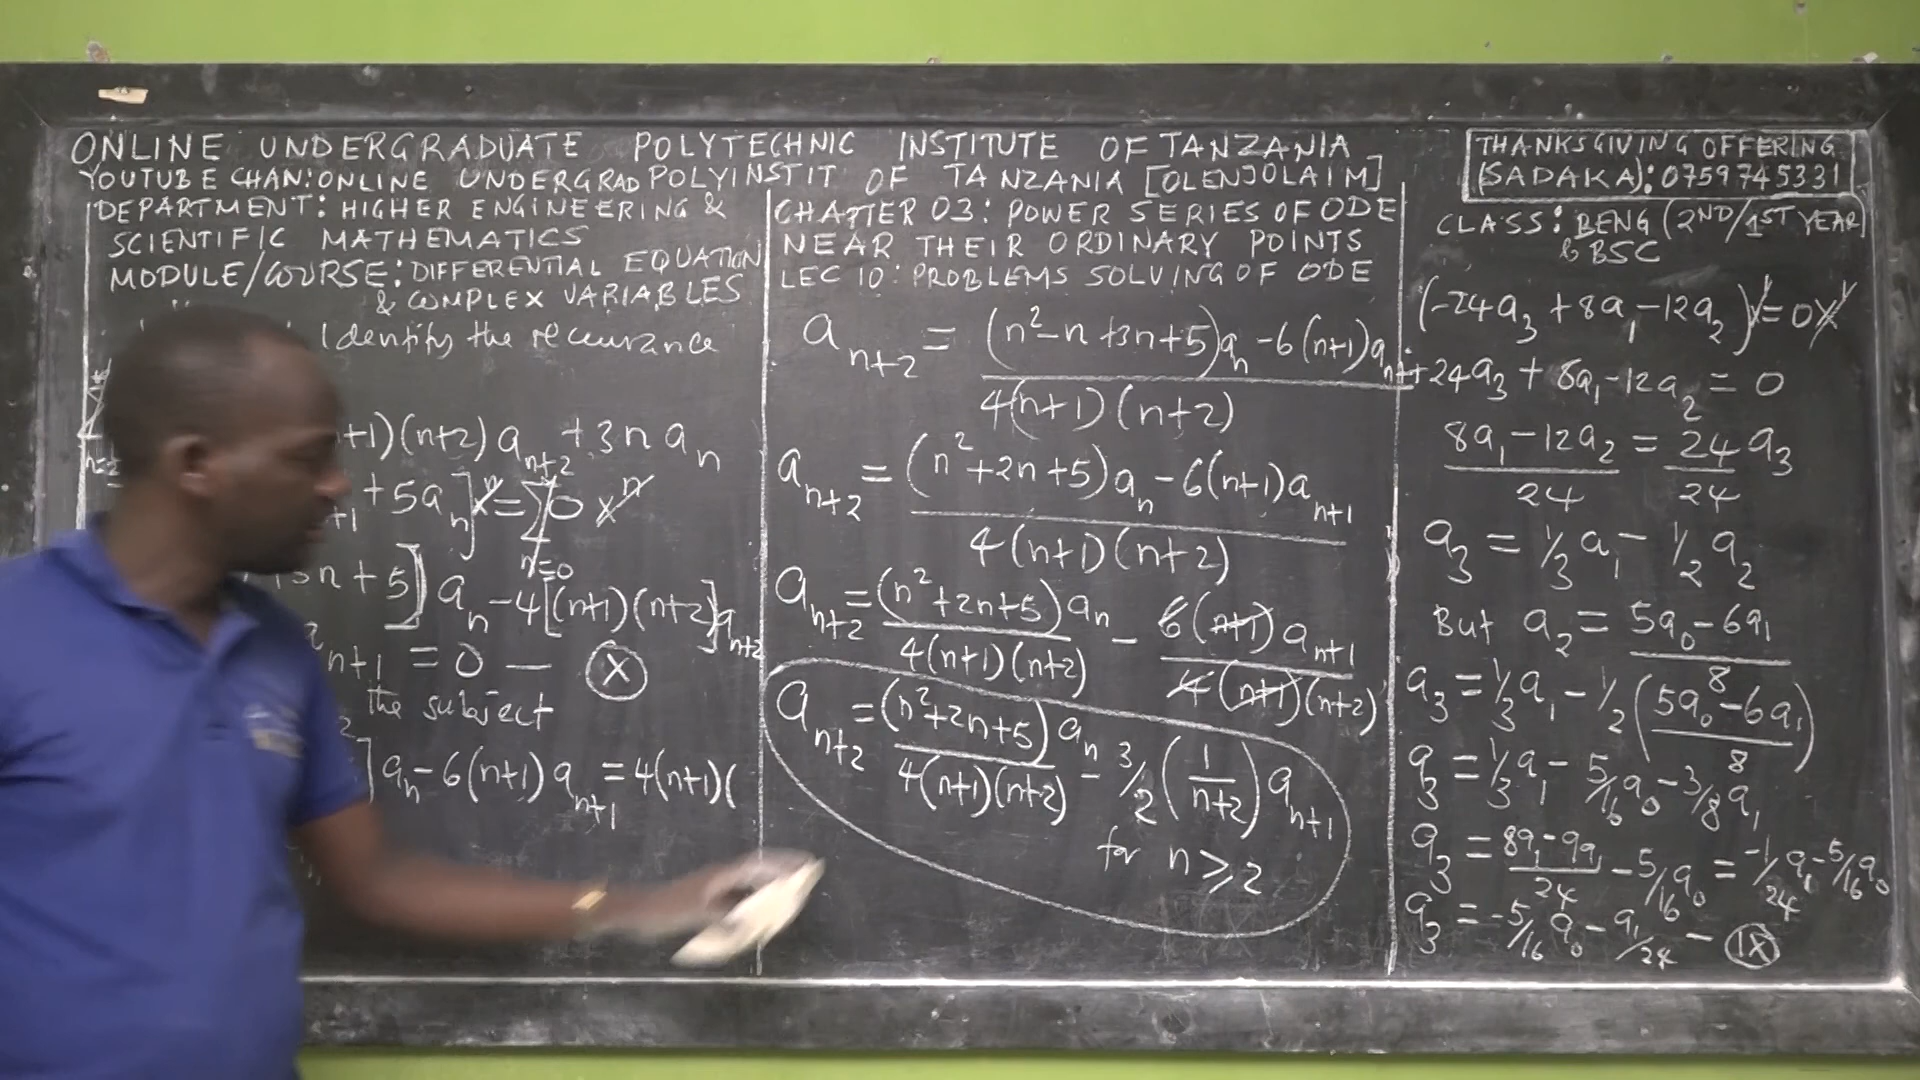 ONLINE UNDERGRADUATE POLYTECHNIC INSTITUTE OF TANZANIA
YOUTUBE CHAN: ONLINE UNDERGRAD POLYINSTIT OF TANZANIA [OLENJOLAIM]
THANKSGIVING OFFERING
(SADAKA): 0759745331
DEPARTMENT: HIGHER ENGINEERING &
SCIENTIFIC MATHEMATICS
MODULE/COURSE: DIFFERENTIAL EQUATION
& COMPLEX VARIABLES
Identify the recurrance
n=2
+1)(n+2)a_{n+2} + 3n a_n
+1 + 5a_n] x^n = ∑_{n=0} 0 x^n
3n + 5] a_n - 4[(n+1)(n+2)]a_{n+2}
n+1 = 0 — (X)
the subject
] a_n - 6(n+1) a_{n+1} = 4(n+1)(
CHAPTER 03: POWER SERIES OF ODE
NEAR THEIR ORDINARY POINTS
LEC 10: PROBLEMS SOLVING OF ODE
a_{n+2} = (n²-n+3n+5)a_n - 6(n+1)a_{n+1} / 4(n+1)(n+2)
a_{n+2} = (n²+2n+5)a_n - 6(n+1)a_{n+1} / 4(n+1)(n+2)
a_{n+2} = (n²+2n+5)a_n / 4(n+1)(n+2) - 6(n+1)a_{n+1} / 4(n+1)(n+2)
a_{n+2} = (n²+2n+5)a_n / 4(n+1)(n+2) - 3/2 (1/(n+2)) a_{n+1}
for n ≥ 2
CLASS: BENG (2ND/1ST YEAR)
& BSC
(-24a_3 + 8a_1 - 12a_2)x = 0x
+24a_3 + 8a_1 - 12a_2 = 0
8a_1 - 12a_2 / 24 = 24a_3 / 24
a_3 = 1/3 a_1 - 1/2 a_2
But a_2 = 5a_0 - 6a_1 / 8
a_3 = 1/3 a_1 - 1/2 (5a_0 - 6a_1 / 8)
a_3 = 1/3 a_1 - 5/16 a_0 - 3/8 a_1
a_3 = 8a_1 - 9a_1 / 24 - 5/16 a_0 = -1/24 a_1 - 5/16 a_0
a_3 = -5/16 a_0 - a_1/24 — (IX)